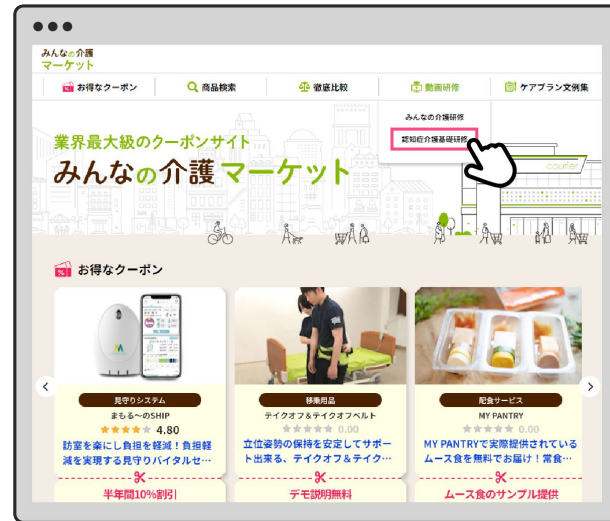 みんなの介護
マーケット
お得なクーポン
商品検索
徹底比較
動画研修
ケアプラン文例集
みんなの介護研修
認知症介護基礎研修
業界最大級のクーポンサイト
みんなの介護マーケット
courier
お得なクーポン
見守りシステム
まもる〜のSHIP
4.80
防室を楽にし負担を軽減！負担軽
減を実現する見守りバイタルセ…
半年間10%割引
移乗用品
テイクオフ＆テイクオフベルト
0.00
立位姿勢の保持を安定してサポー
ト出来る、テイクオフ＆テイク…
デモ説明無料
配食サービス
MY PANTRY
0.00
MY PANTRYで実際提供されている
ムース食を無料でお届け！常食…
ムース食のサンプル提供